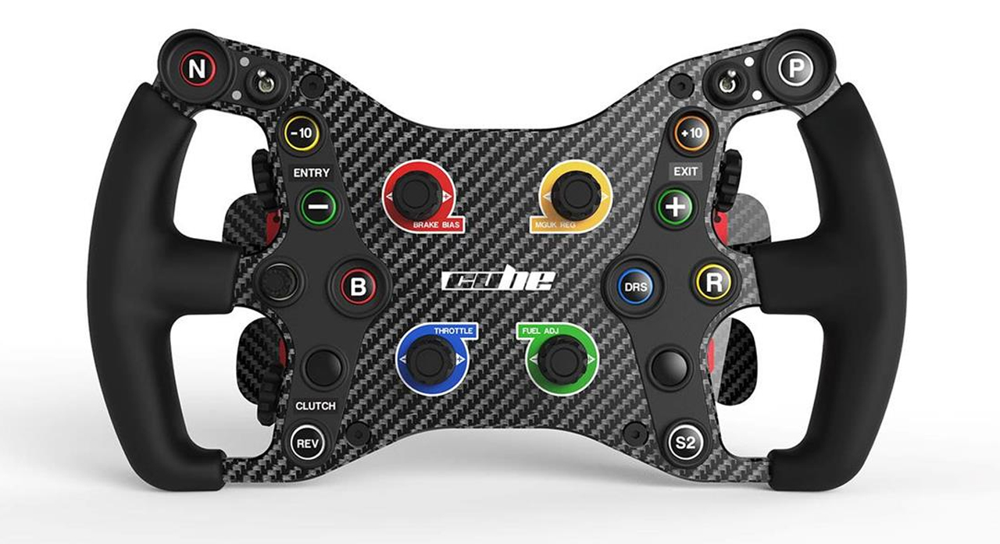 N
P
-10
+10
ENTRY
EXIT
−
+
BRAKE BIAS
MGUK REG
B
cube
DRS
R
THROTTLE
FUEL ADJ
CLUTCH
REV
S2